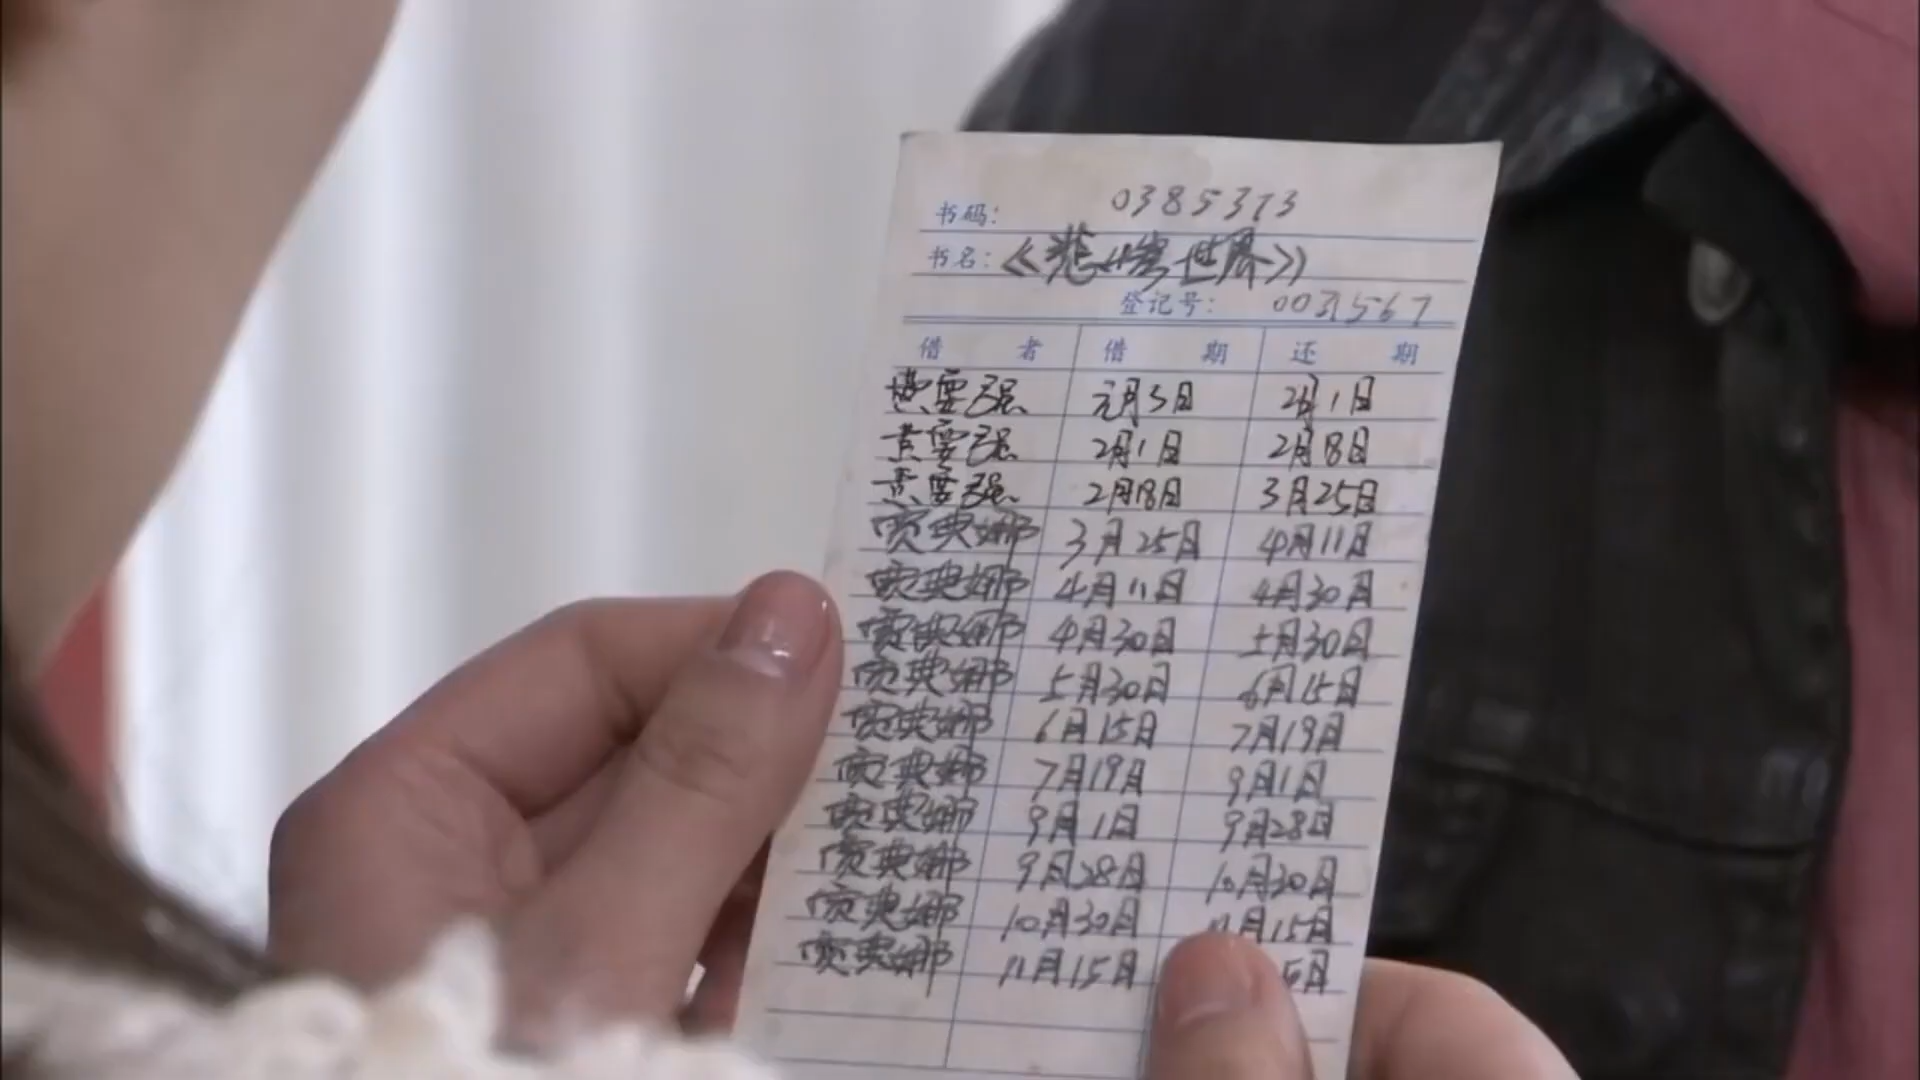 书码: 0385373
书名:《悲惨世界》
登记号: 0031567
借者 借期 还期
要强 元月5日 2月1日
要强 2月1日 2月18日
要强 2月18日 3月25日
贾典娜 3月25日 4月11日
贾典娜 4月11日 4月30日
贾典娜 4月30日 5月30日
贾典娜 5月30日 6月15日
贾典娜 6月15日 7月19日
贾典娜 7月19日 9月1日
贾典娜 9月1日 9月28日
贾典娜 9月28日 10月30日
贾典娜 10月30日 11月15日
贾典娜 11月15日 5日